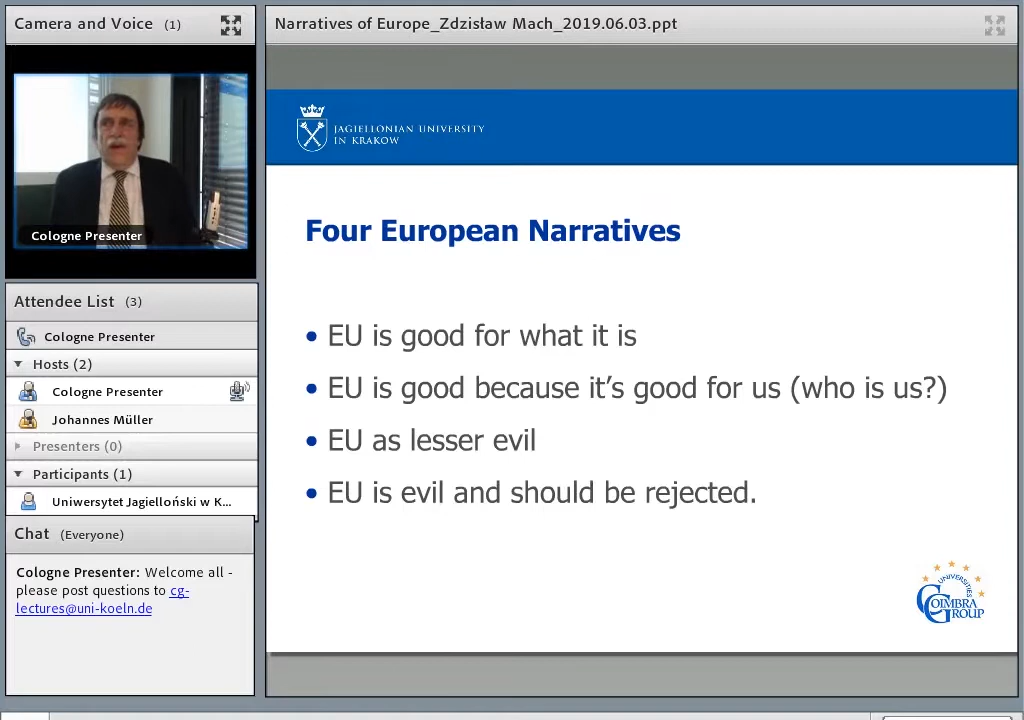 Camera and Voice (1)
Cologne Presenter
Attendee List (3)
Cologne Presenter
Hosts (2)
Cologne Presenter
Johannes Müller
Presenters (0)
Participants (1)
Uniwersytet Jagielloński w K...
Chat (Everyone)
Cologne Presenter: Welcome all -
please post questions to cg-
lectures@uni-koeln.de
Narratives of Europe_Zdzisław Mach_2019.06.03.ppt
JAGIELLONIAN UNIVERSITY
IN KRAKOW
Four European Narratives
• EU is good for what it is
• EU is good because it’s good for us (who is us?)
• EU as lesser evil
• EU is evil and should be rejected.
UNIVERSITIES
COIMBRA
GROUP